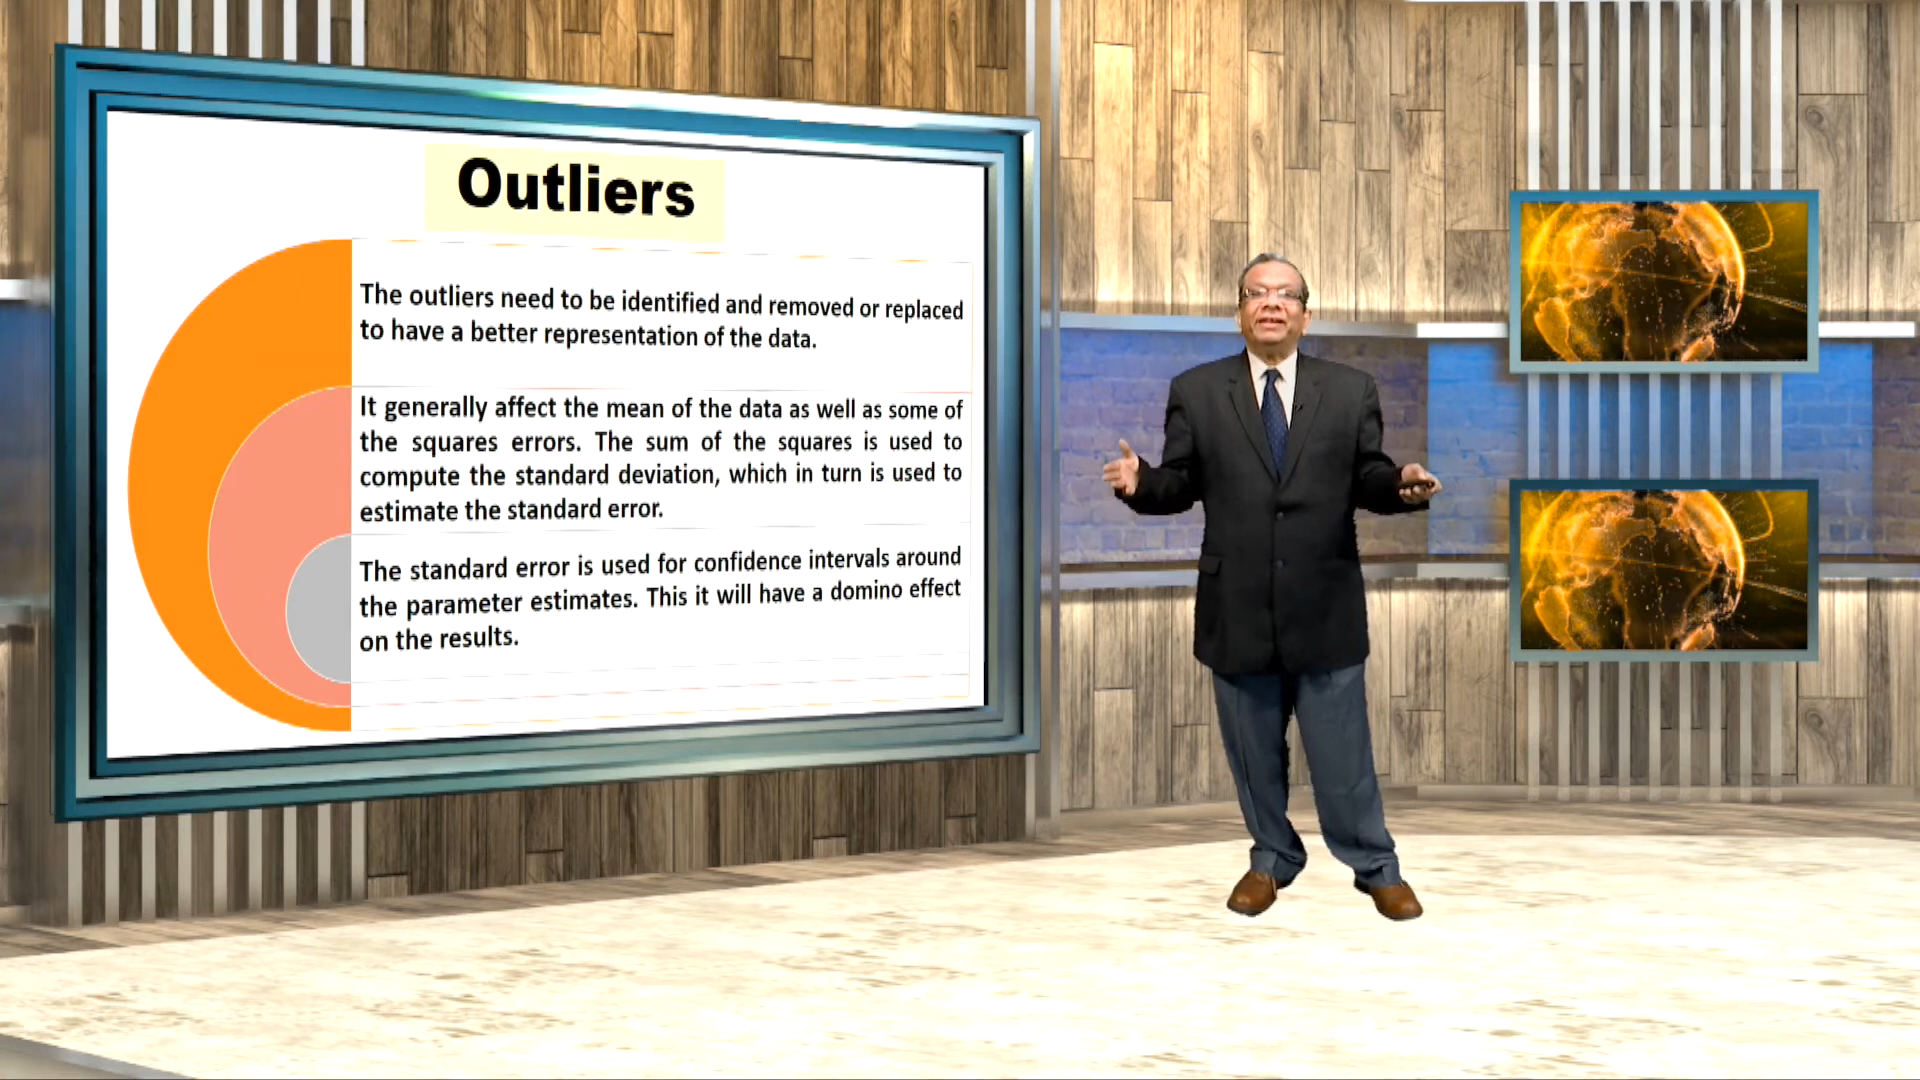 Outliers
The outliers need to be identified and removed or replaced
to have a better representation of the data.
It generally affect the mean of the data as well as some of
the squares errors. The sum of the squares is used to
compute the standard deviation, which in turn is used to
estimate the standard error.
The standard error is used for confidence intervals around
the parameter estimates. This it will have a domino effect
on the results.